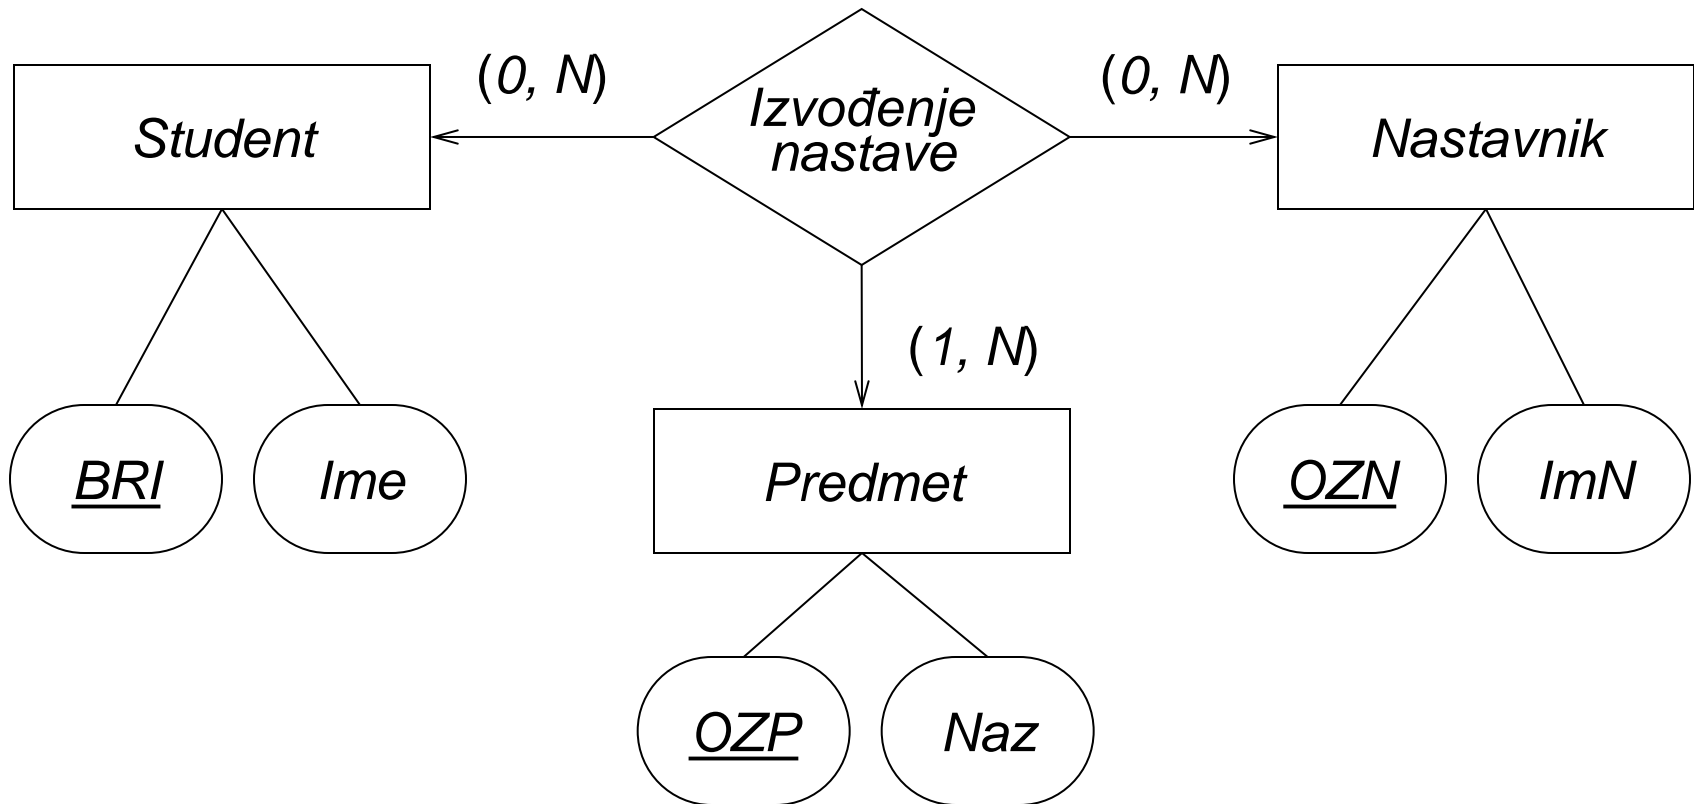 (0, N)
(0, N)
Student
Izvođenje
nastave
Nastavnik
(1, N)
BRI
Ime
Predmet
OZN
ImN
OZP
Naz